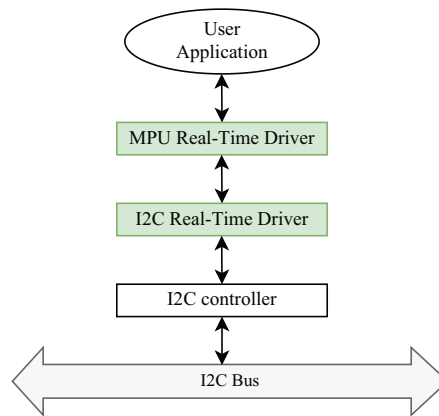 User
Application
MPU Real-Time Driver
I2C Real-Time Driver
I2C controller
I2C Bus